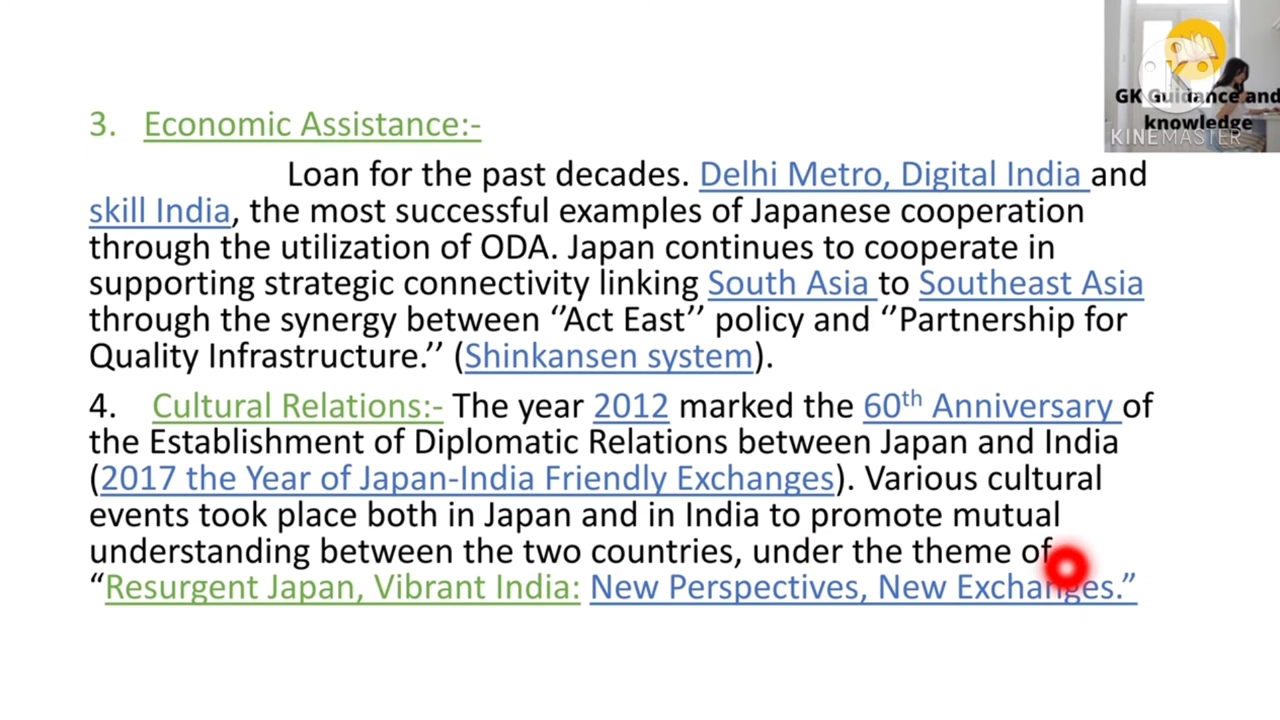 GK Guidance and
knowledge
KINEMASTER
3. Economic Assistance:-
Loan for the past decades. Delhi Metro, Digital India and
skill India, the most successful examples of Japanese cooperation
through the utilization of ODA. Japan continues to cooperate in
supporting strategic connectivity linking South Asia to Southeast Asia
through the synergy between ‘’Act East’’ policy and ‘’Partnership for
Quality Infrastructure.’’ (Shinkansen system).
4. Cultural Relations:- The year 2012 marked the 60th Anniversary of
the Establishment of Diplomatic Relations between Japan and India
(2017 the Year of Japan-India Friendly Exchanges). Various cultural
events took place both in Japan and in India to promote mutual
understanding between the two countries, under the theme of
“Resurgent Japan, Vibrant India: New Perspectives, New Exchanges.”